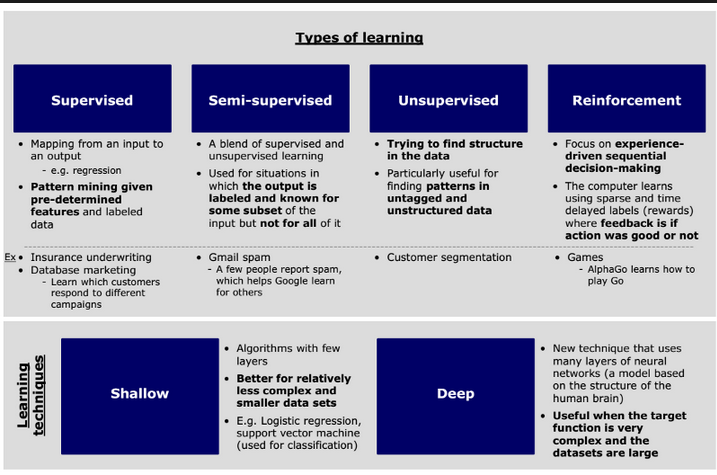 Types of learning
Supervised
• Mapping from an input to
an output
- e.g. regression
• Pattern mining given
pre-determined
features and labeled
data
Semi-supervised
• A blend of supervised and
unsupervised learning
• Used for situations in
which the output is
labeled and known for
some subset of the
input but not for all of it
Unsupervised
• Trying to find structure
in the data
• Particularly useful for
finding patterns in
untagged and
unstructured data
Reinforcement
• Focus on experience-
driven sequential
decision-making
• The computer learns
using sparse and time
delayed labels (rewards)
where feedback is if
action was good or not
Ex
• Insurance underwriting
• Database marketing
- Learn which customers
respond to different
campaigns
• Gmail spam
- A few people report spam,
which helps Google learn
for others
• Customer segmentation
• Games
- AlphaGo learns how to
play Go
Learning
techniques
Shallow
• Algorithms with few
layers
• Better for relatively
less complex and
smaller data sets
• E.g. Logistic regression,
support vector machine
(used for classification)
Deep
• New technique that uses
many layers of neural
networks (a model based
on the structure of the
human brain)
• Useful when the target
function is very
complex and the
datasets are large